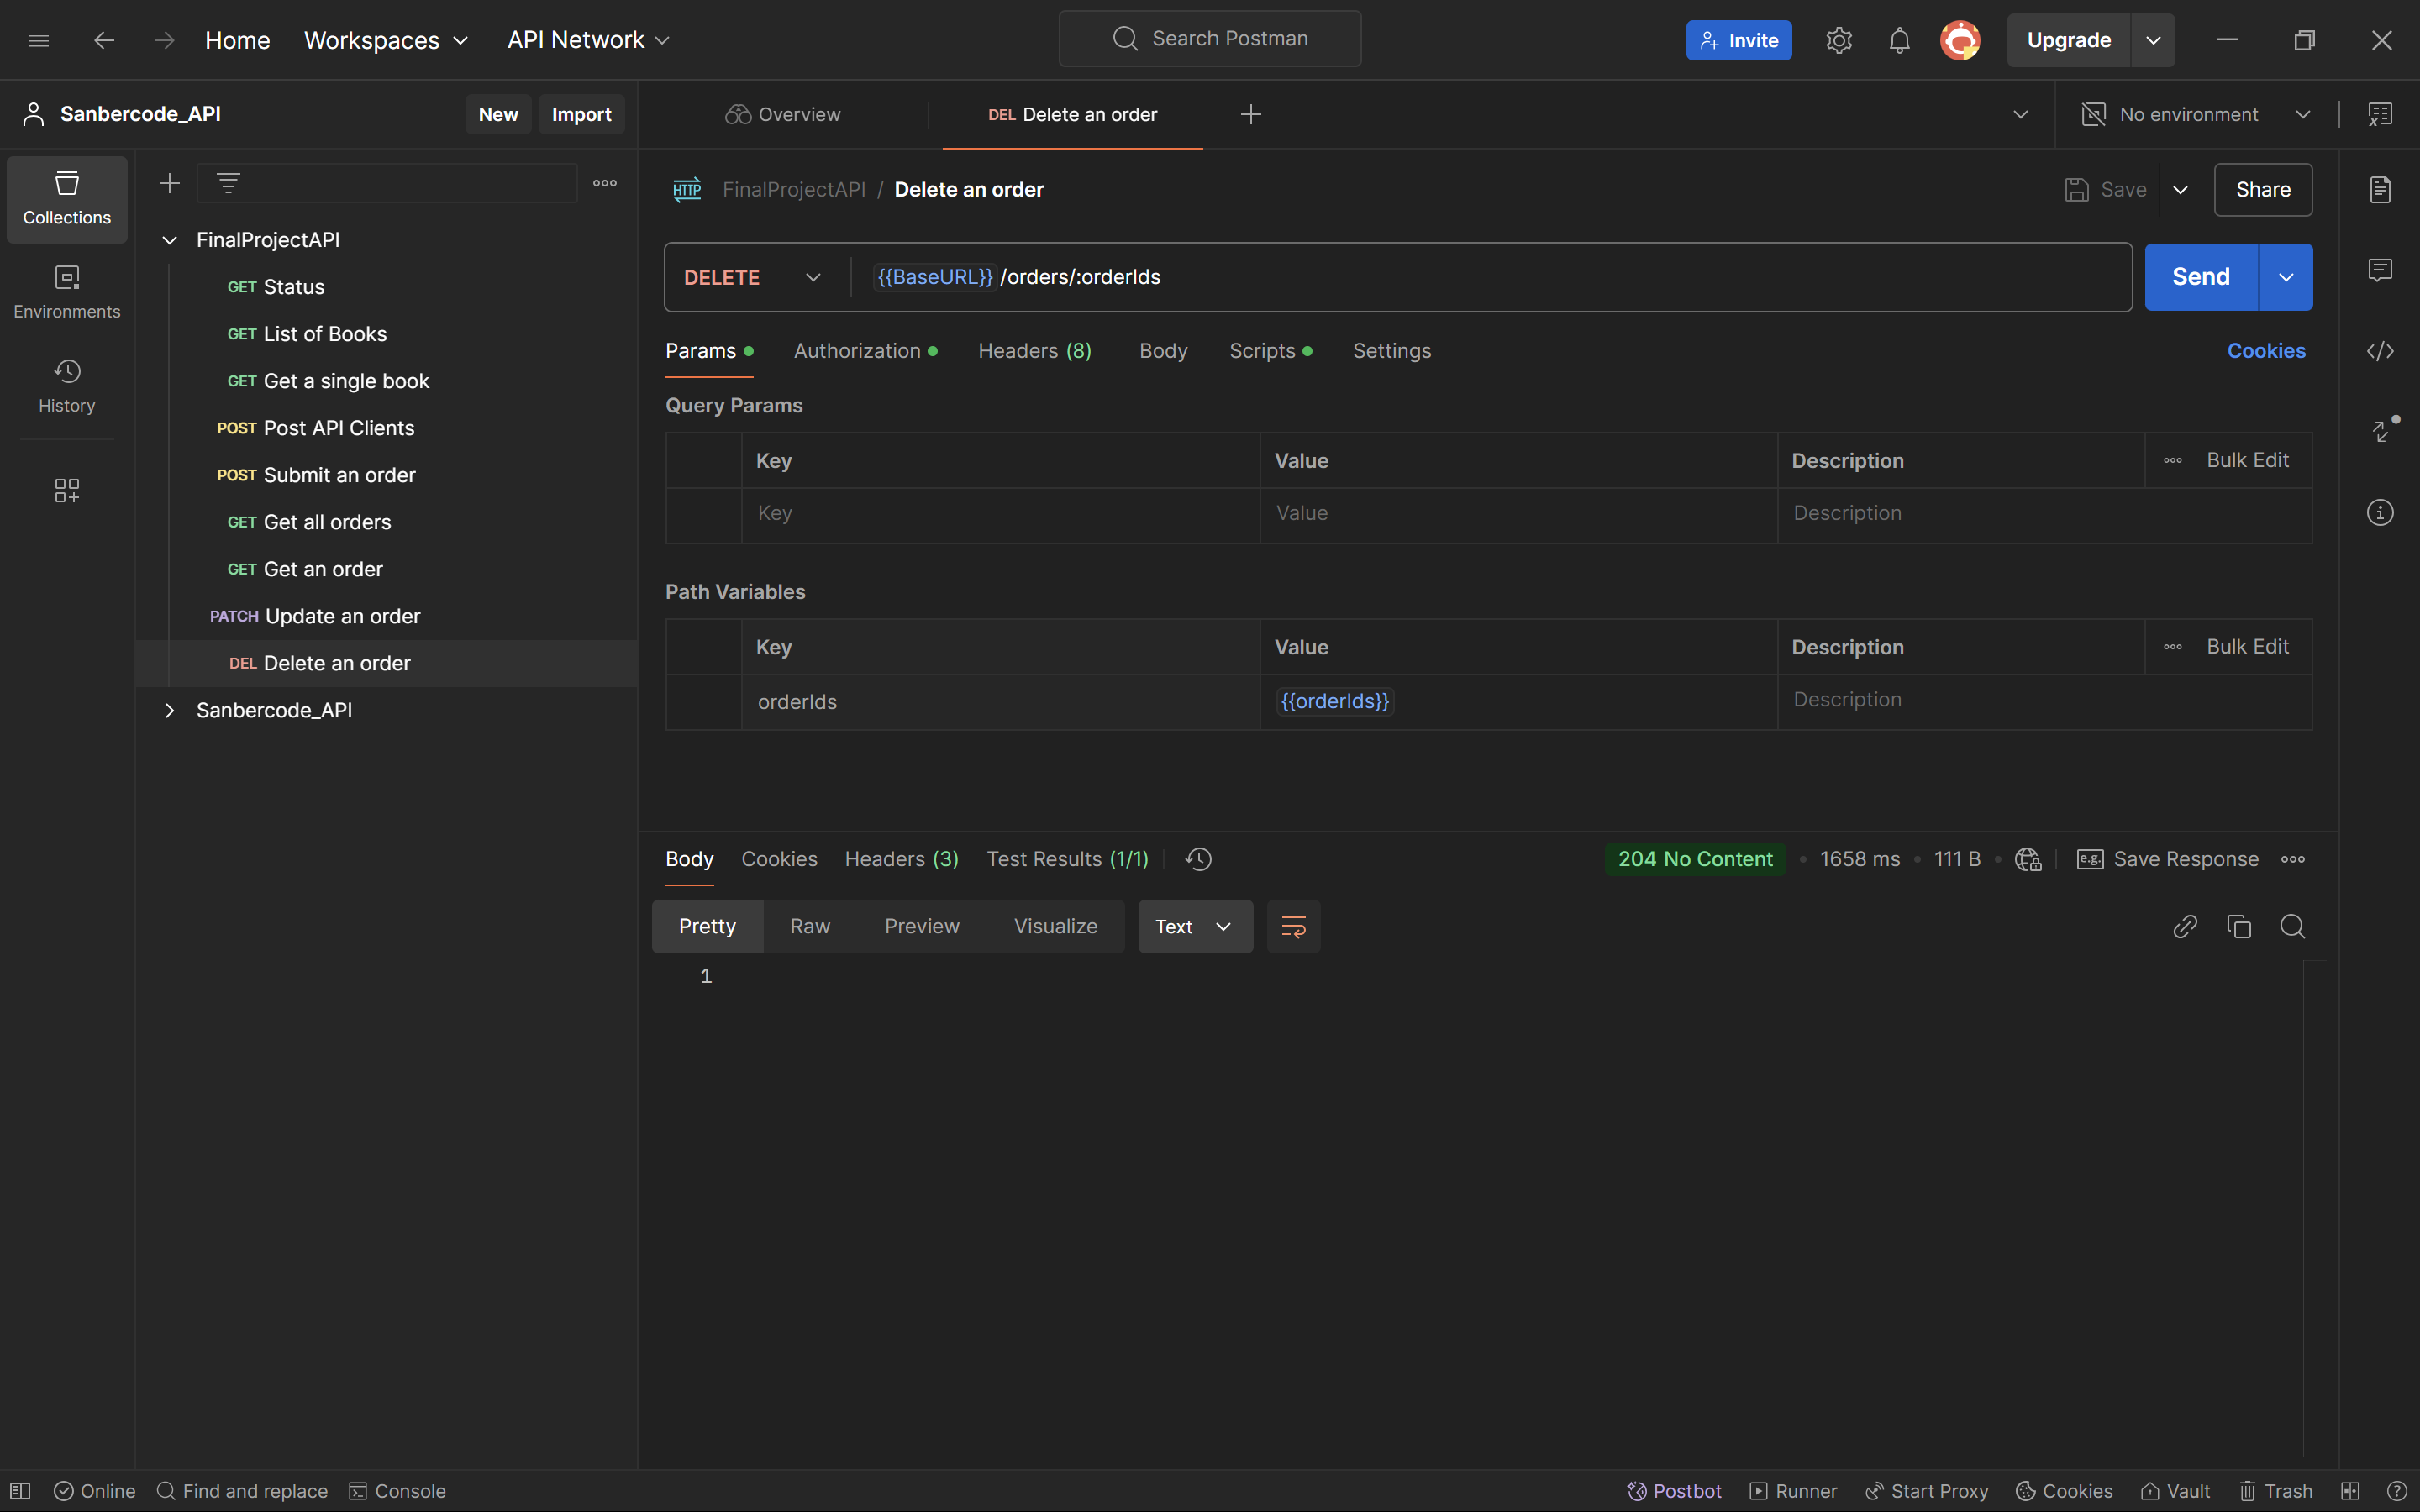 Home Workspaces API Network Search Postman Invite Upgrade
Sanbercode_API New Import Overview DEL Delete an order No environment
Collections
Environments
History
FinalProjectAPI
GET Status
GET List of Books
GET Get a single book
POST Post API Clients
POST Submit an order
GET Get all orders
GET Get an order
PATCH Update an order
DEL Delete an order
Sanbercode_API
HTTP FinalProjectAPI / Delete an order Save Share
DELETE {{BaseURL}} /orders/:orderIds Send
Params Authorization Headers (8) Body Scripts Settings Cookies
Query Params
Key Value Description Bulk Edit
Key Value Description
Path Variables
Key Value Description Bulk Edit
orderIds {{orderIds}} Description
Body Cookies Headers (3) Test Results (1/1) 204 No Content 1658 ms 111 B e.g. Save Response
Pretty Raw Preview Visualize Text
1
Online Find and replace Console Postbot Runner Start Proxy Cookies Vault Trash